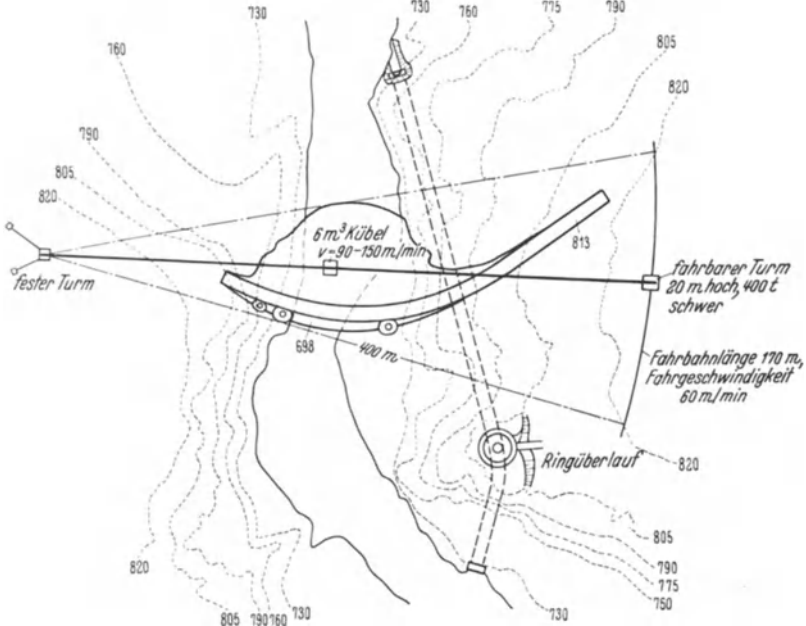 730
730
760
775
790
760
805
820
790
805
820
6 m³ Kübel
v=90-150 m/min
813
fester Turm
fahrbarer Turm
20 m hoch, 400 t
schwer
698
400 m
Fahrbahnlänge 170 m,
Fahrgeschwindigkeit
60 m/min
Ringüberlauf
820
805
820
790
775
750
805
790
760
730
730